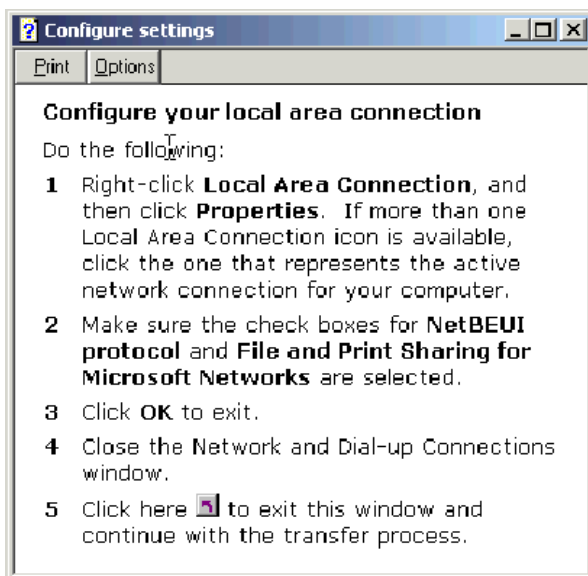 Configure settings
Print Options
Configure your local area connection
Do the following:
1 Right-click Local Area Connection, and
then click Properties. If more than one
Local Area Connection icon is available,
click the one that represents the active
network connection for your computer.
2 Make sure the check boxes for NetBEUI
protocol and File and Print Sharing for
Microsoft Networks are selected.
3 Click OK to exit.
4 Close the Network and Dial-up Connections
window.
5 Click here to exit this window and
continue with the transfer process.